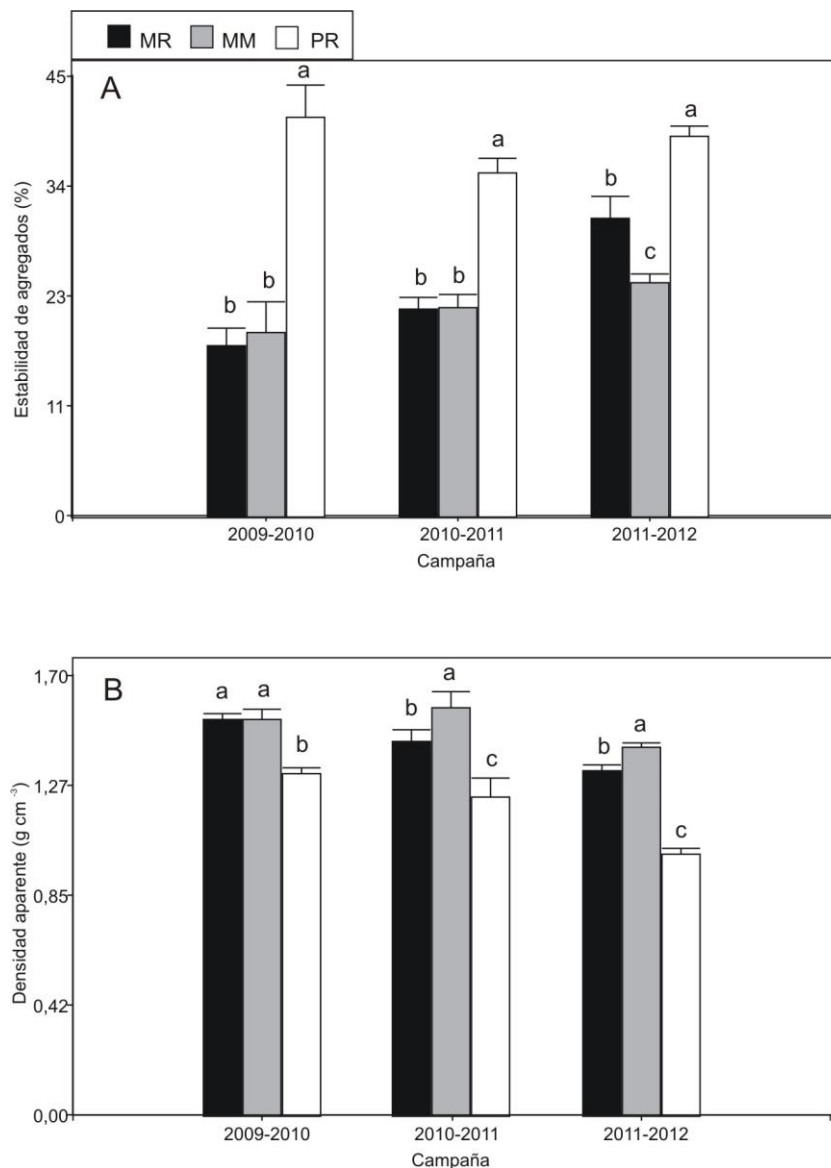 MR MM PR
A
45
34
23
11
0
Estabilidad de agregados (%)
b b a
b b a
b c a
2009-2010 2010-2011 2011-2012
Campaña
B
1,70
1,27
0,85
0,42
0,00
Densidad aparente (g cm -3)
a a b
b a c
b a c
2009-2010 2010-2011 2011-2012
Campaña